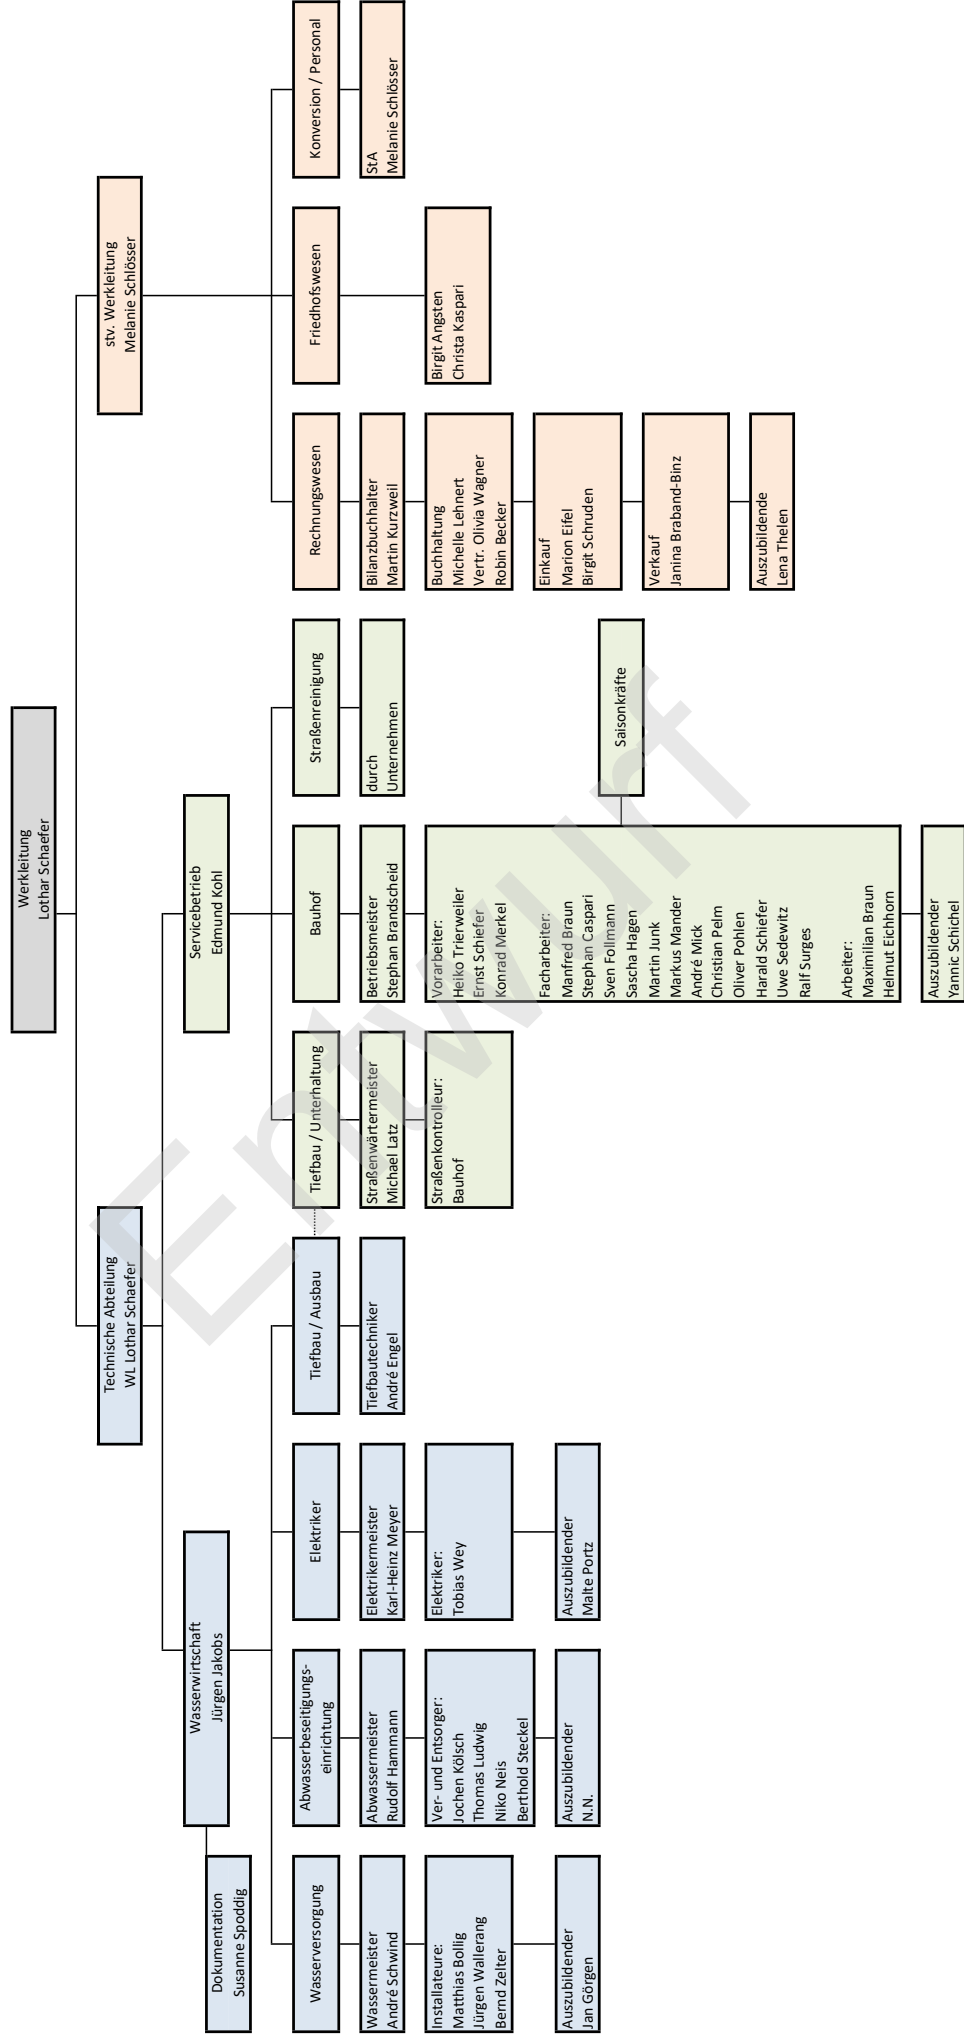 Werkleitung
Lothar Schaefer
Technische Abteilung
WL Lothar Schaefer
stv. Werkleitung
Melanie Schlösser
Wasserwirtschaft
Jürgen Jakobs
Servicebetrieb
Edmund Kohl
Dokumentation
Susanne Spoddig
Wasserversorgung
Wassermeister
André Schwind
Installateure:
Matthias Bollig
Jürgen Wallerang
Bernd Zelter
Auszubildender
Jan Görgen
Abwasserbeseitigungs-
einrichtung
Abwassermeister
Rudolf Hammann
Ver- und Entsorger:
Jochen Kölsch
Thomas Ludwig
Niko Neis
Berthold Steckel
Auszubildender
N.N.
Elektriker
Elektrikermeister
Karl-Heinz Meyer
Elektriker:
Tobias Wey
Auszubildender
Malte Portz
Tiefbau / Ausbau
Tiefbautechniker
André Engel
Tiefbau / Unterhaltung
Straßenwärtermeister
Michael Latz
Straßenkontrolleur:
Bauhof
Bauhof
Betriebsmeister
Stephan Brandscheid
Vorarbeiter:
Heiko Trierweiler
Ernst Schiefer
Konrad Merkel
Facharbeiter:
Manfred Braun
Stephan Caspari
Sven Follmann
Sascha Hagen
Martin Junk
Markus Mander
André Mick
Christian Pelm
Oliver Pohlen
Harald Schiefer
Uwe Sedewitz
Ralf Surges
Arbeiter:
Maximilian Braun
Helmut Eichhorn
Auszubildender
Yannic Schichel
Saisonkräfte
Straßenreinigung
durch
Unternehmen
Rechnungswesen
Bilanzbuchhalter
Martin Kurzweil
Buchhaltung
Michelle Lehnert
Vertr. Olivia Wagner
Robin Becker
Einkauf
Marion Eifel
Birgit Schruden
Verkauf
Janina Braband-Binz
Auszubildende
Lena Thelen
Friedhofswesen
Birgit Angsten
Christa Kaspari
Konversion / Personal
StA
Melanie Schlösser
Entwurf